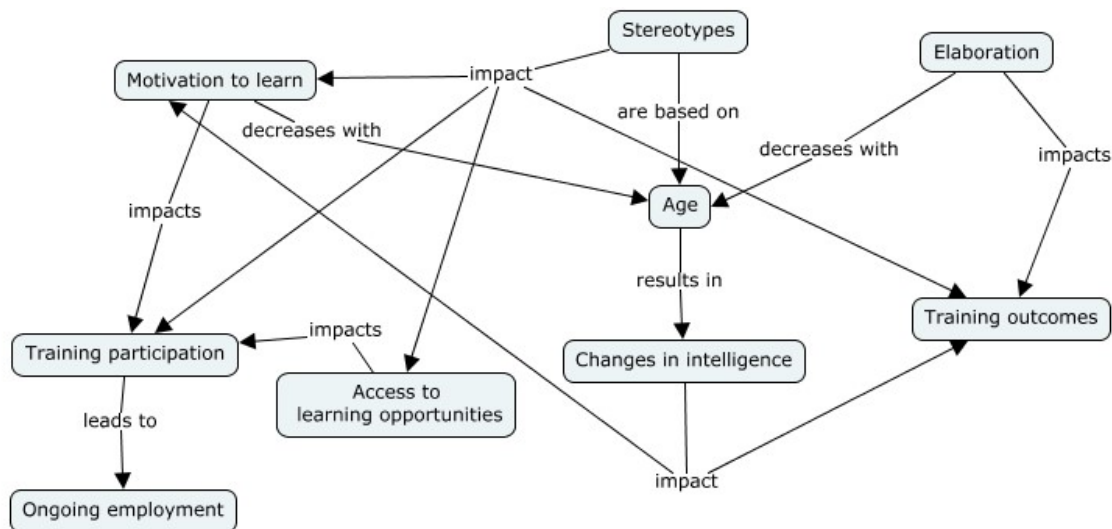 Stereotypes
Elaboration
Motivation to learn
impact
are based on
decreases with
decreases with
impacts
Age
impacts
results in
Training outcomes
impacts
Training participation
Changes in intelligence
Access to
learning opportunities
leads to
impact
Ongoing employment